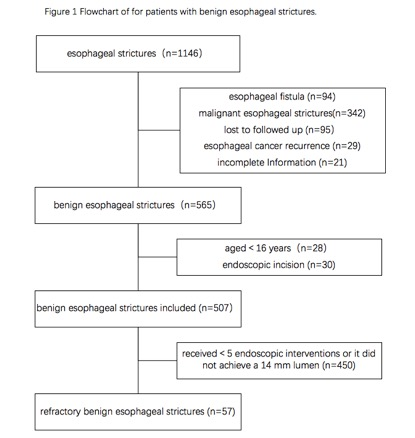 Figure 1 Flowchart of for patients with benign esophageal strictures.
esophageal strictures (n=1146)
esophageal fistula (n=94)
malignant esophageal strictures(n=342)
lost to followed up (n=95)
esophageal cancer recurrence (n=29)
incomplete Information (n=21)
benign esophageal strictures (n=565)
aged < 16 years (n=28)
endoscopic incision (n=30)
benign esophageal strictures included (n=507)
received < 5 endoscopic interventions or it did
not achieve a 14 mm lumen (n=450)
refractory benign esophageal strictures (n=57)